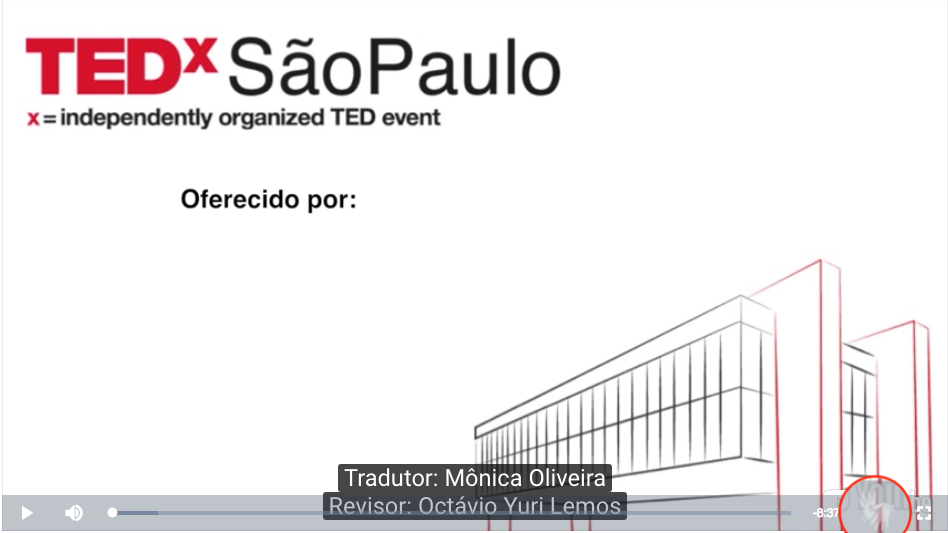 TEDx SãoPaulo
x = independently organized TED event
Oferecido por:
Tradutor: Mônica Oliveira
Revisor: Octávio Yuri Lemos
-8:37